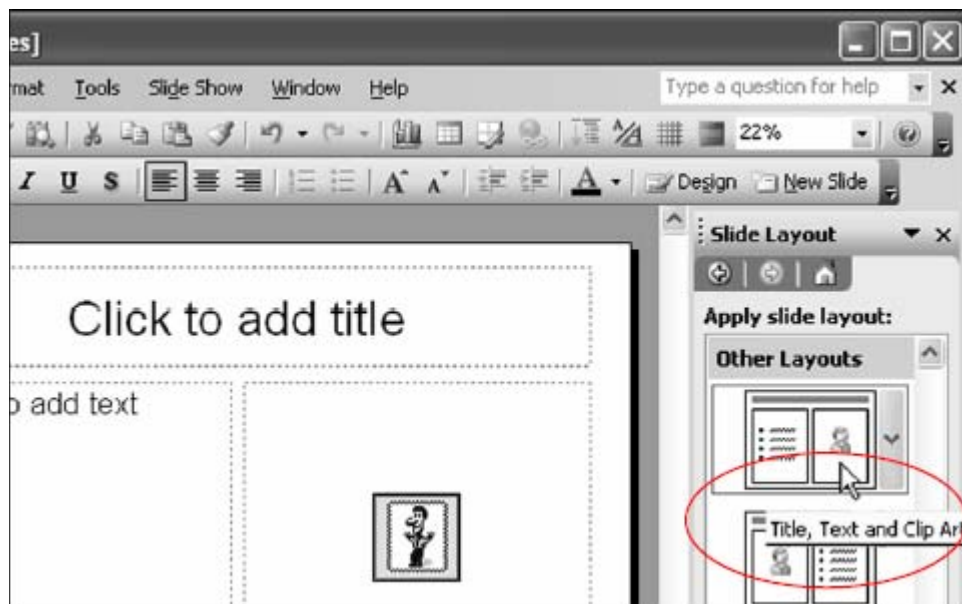 es]
rmat Tools Slide Show Window Help Type a question for help
22%
I U S A A A Design New Slide
Slide Layout
Click to add title
Apply slide layout:
Other Layouts
o add text
Title, Text and Clip Ar